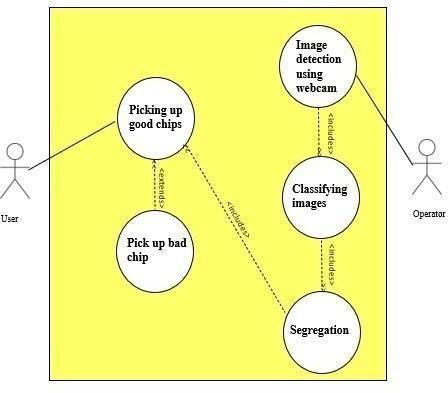 Image
detection
using
webcam
Picking up
good chips
<includes>
User
<extends>
Classifying
images
Operator
<includes>
Pick up bad
chip
<includes>
Segregation